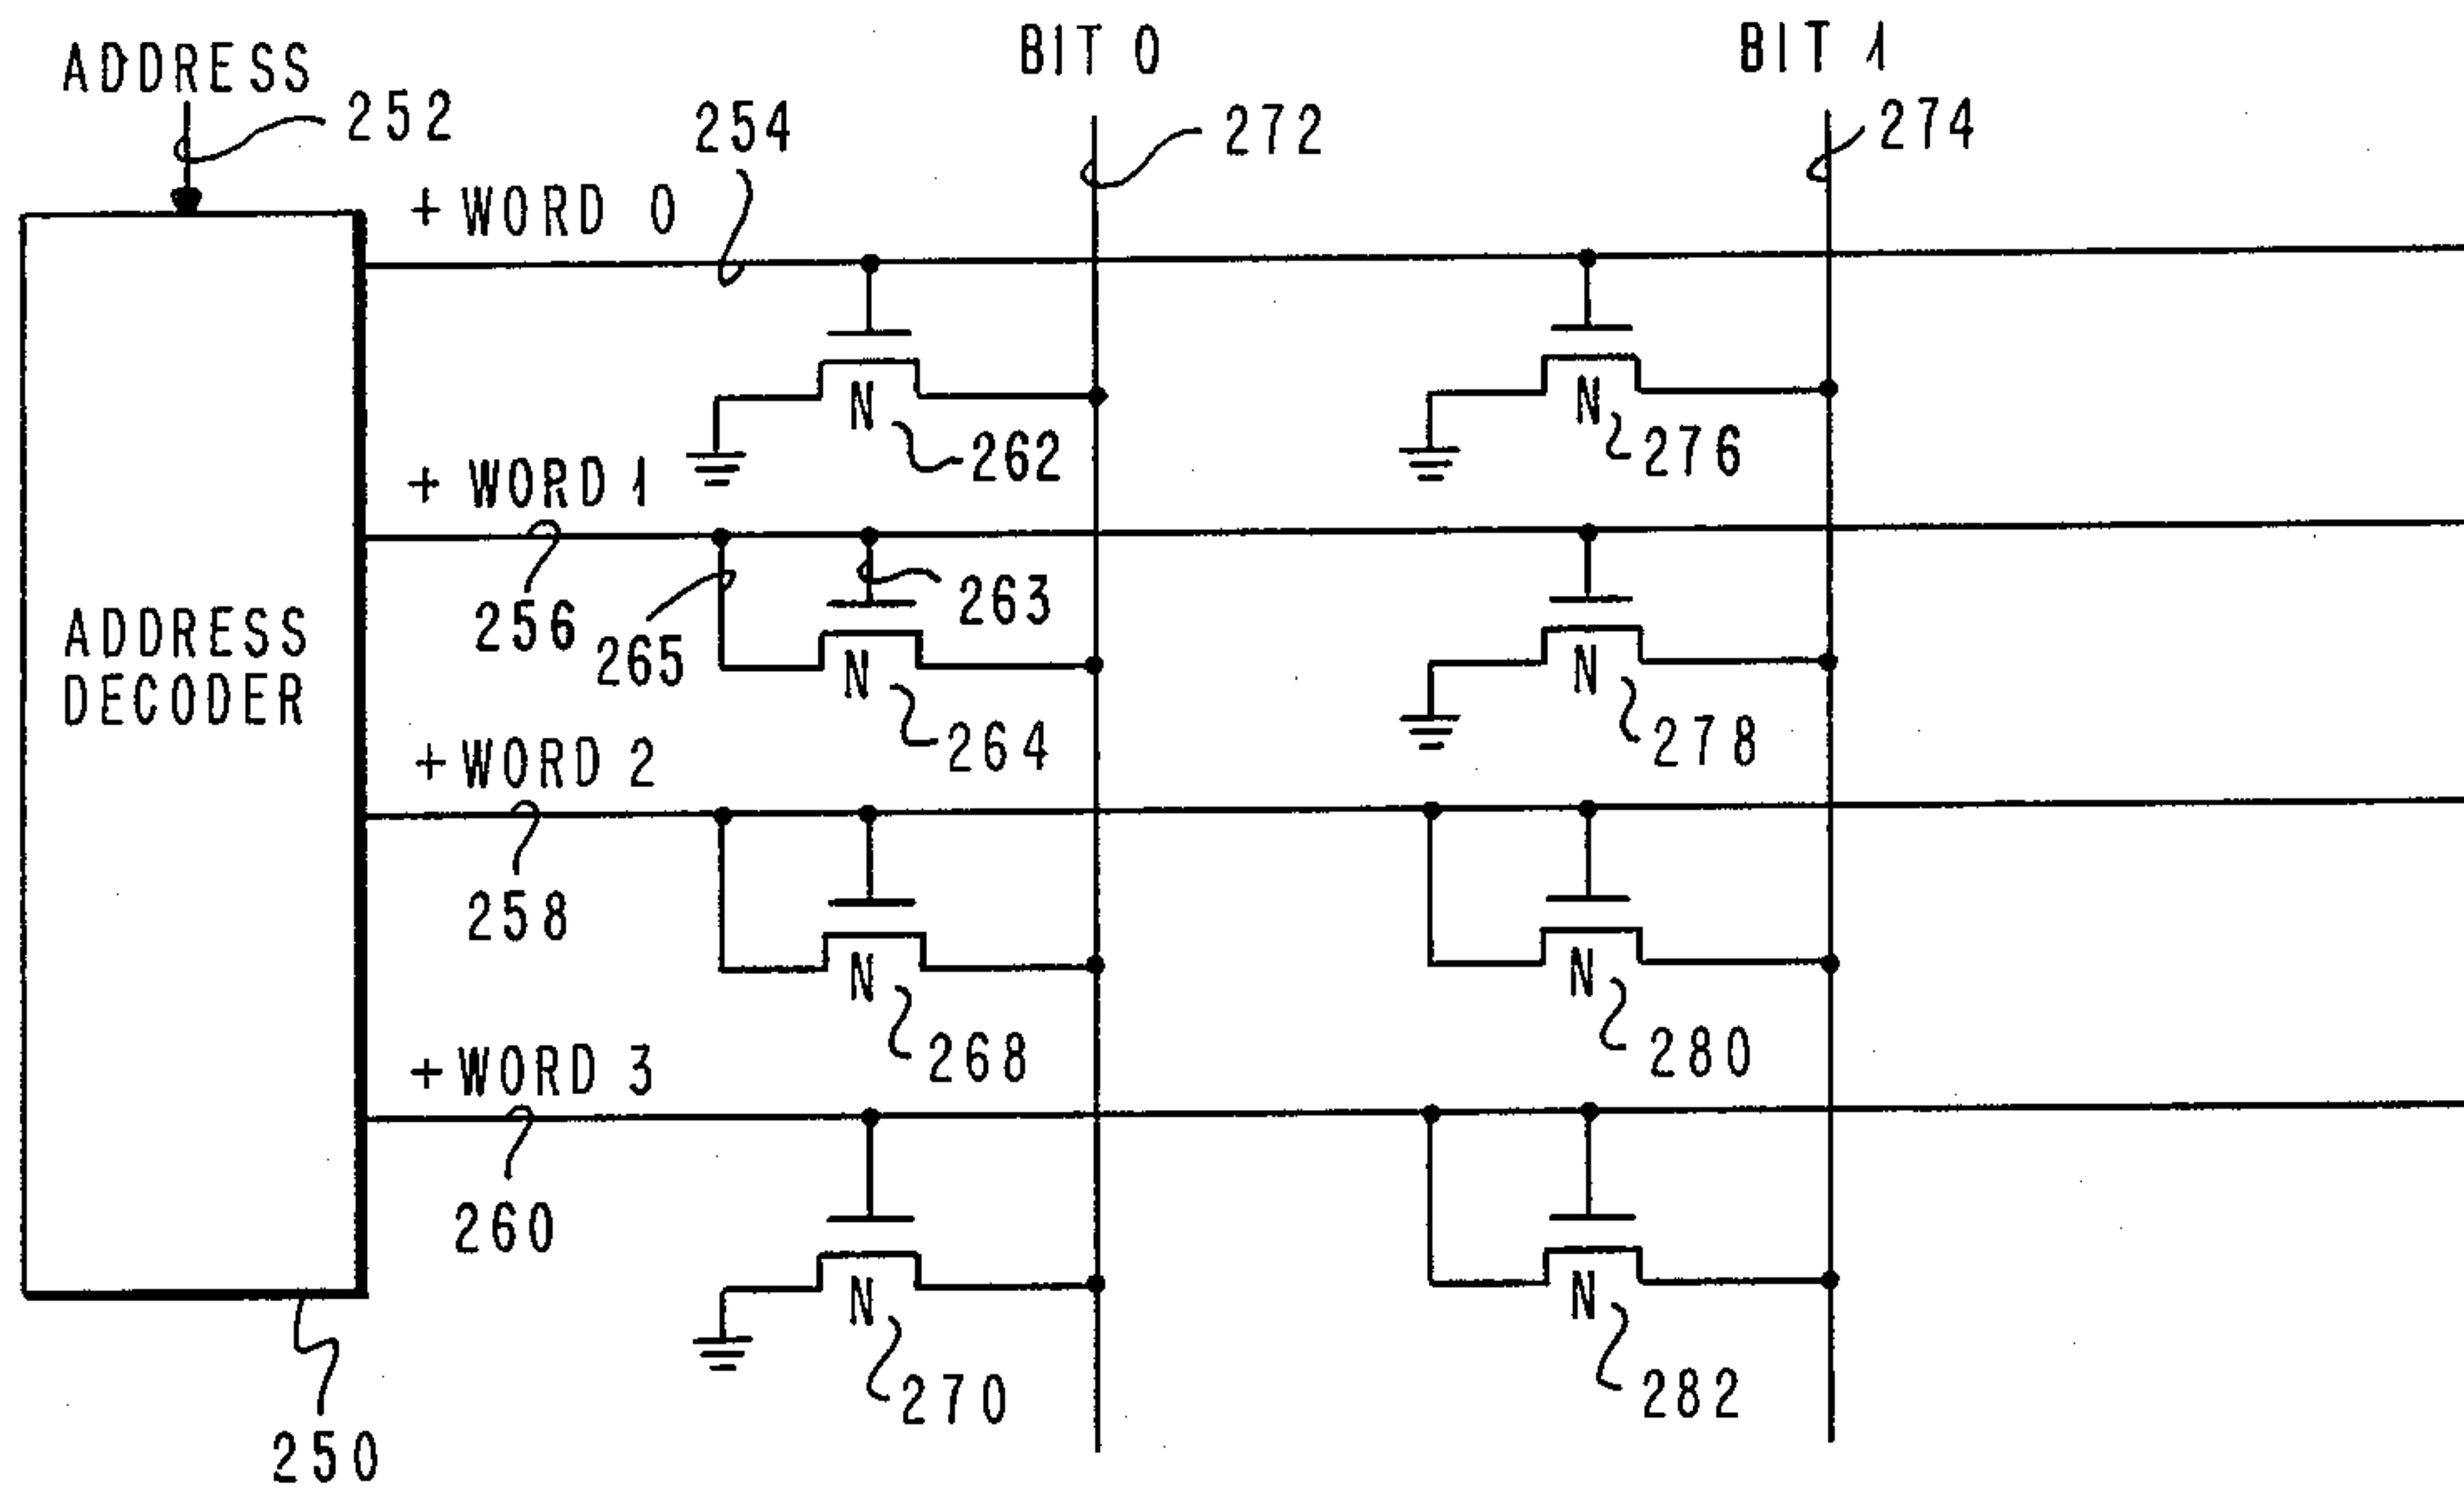 BIT 0
BIT 1
ADDRESS
252
254
272
274
+ WORD 0
N
262
N
276
+ WORD 1
256
265
263
N
264
N
278
ADDRESS
DECODER
+ WORD 2
258
N
268
N
280
+ WORD 3
260
N
270
N
282
250